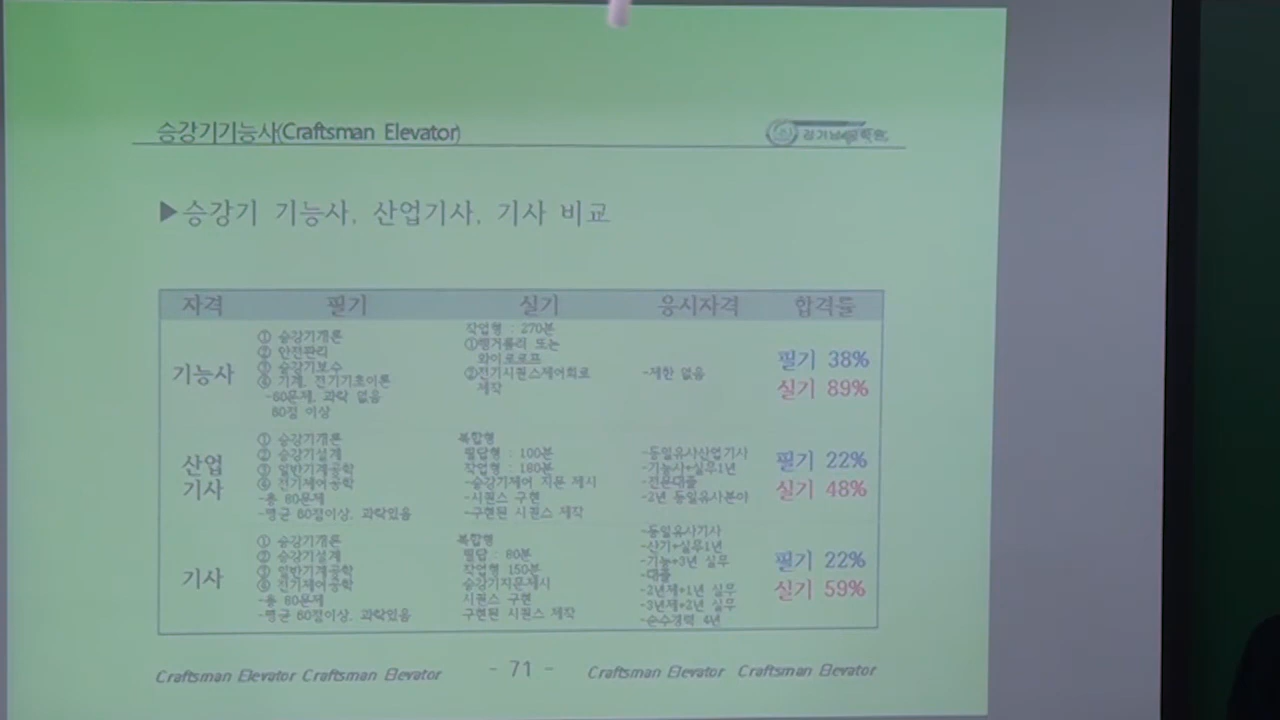 승강기기능사(Craftsman Elevator)
▶승강기 기능사, 산업기사, 기사 비교
자격 필기 실기 응시자격 합격률
기능사
① 승강기개론
② 안전관리
③ 승강기보수
④ 기계, 전기기초이론
-60문제, 과락 없음
60점 이상
작업형 : 270분
①행거롤러 또는
와이어로프
②전기시퀀스제어회로
제작
-제한 없음
필기 38%
실기 89%
산업
기사
① 승강기개론
② 승강기설계
③ 일반기계공학
④ 전기제어공학
-총 80문제
-평균 60점이상, 과락있음
복합형
필답형 : 100분
작업형 : 180분
-승강기제어 지문 제시
-시퀀스 구현
-구현된 시퀀스 제작
-동일유사산업기사
-기능사+실무1년
-전문대졸
-2년 동일유사분야
필기 22%
실기 48%
기사
① 승강기개론
② 승강기설계
③ 일반기계공학
④ 전기제어공학
-총 80문제
-평균 60점이상, 과락있음
복합형
필답 : 80분
작업형 150분
승강기지문제시
시퀀스 구현
구현된 시퀀스 제작
-동일유사기사
-산기+실무1년
-기능+3년 실무
-대졸
-2년제+1년 실무
-3년제+2년 실무
-순수경력 4년
필기 22%
실기 59%
Craftsman Elevator Craftsman Elevator - 71 - Craftsman Elevator Craftsman Elevator